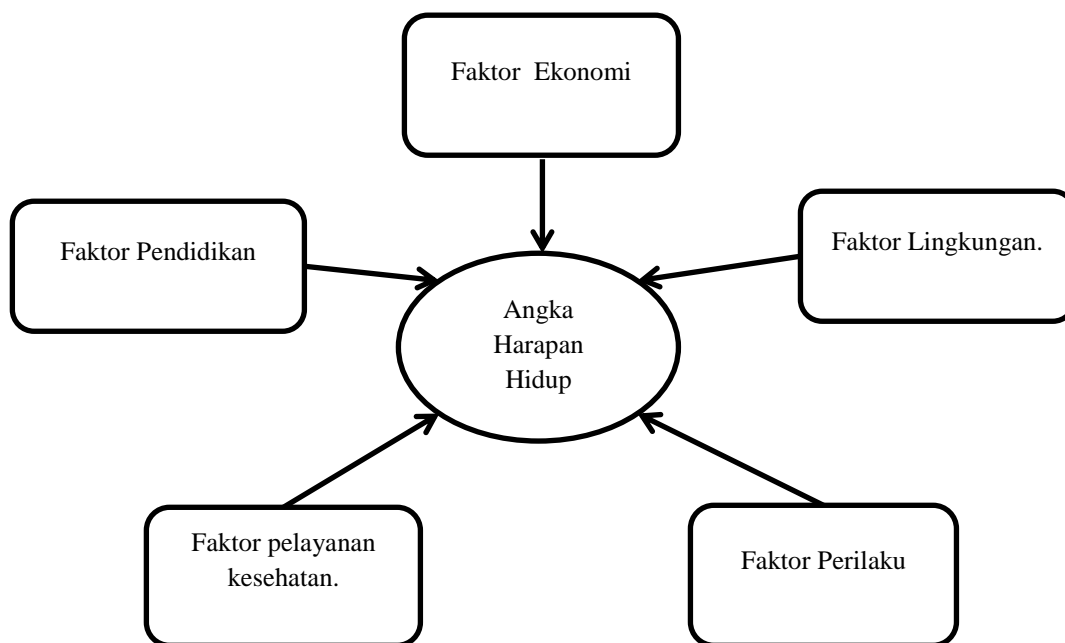 Faktor Ekonomi
Faktor Pendidikan
Faktor Lingkungan.
Angka
Harapan
Hidup
Faktor pelayanan
kesehatan.
Faktor Perilaku